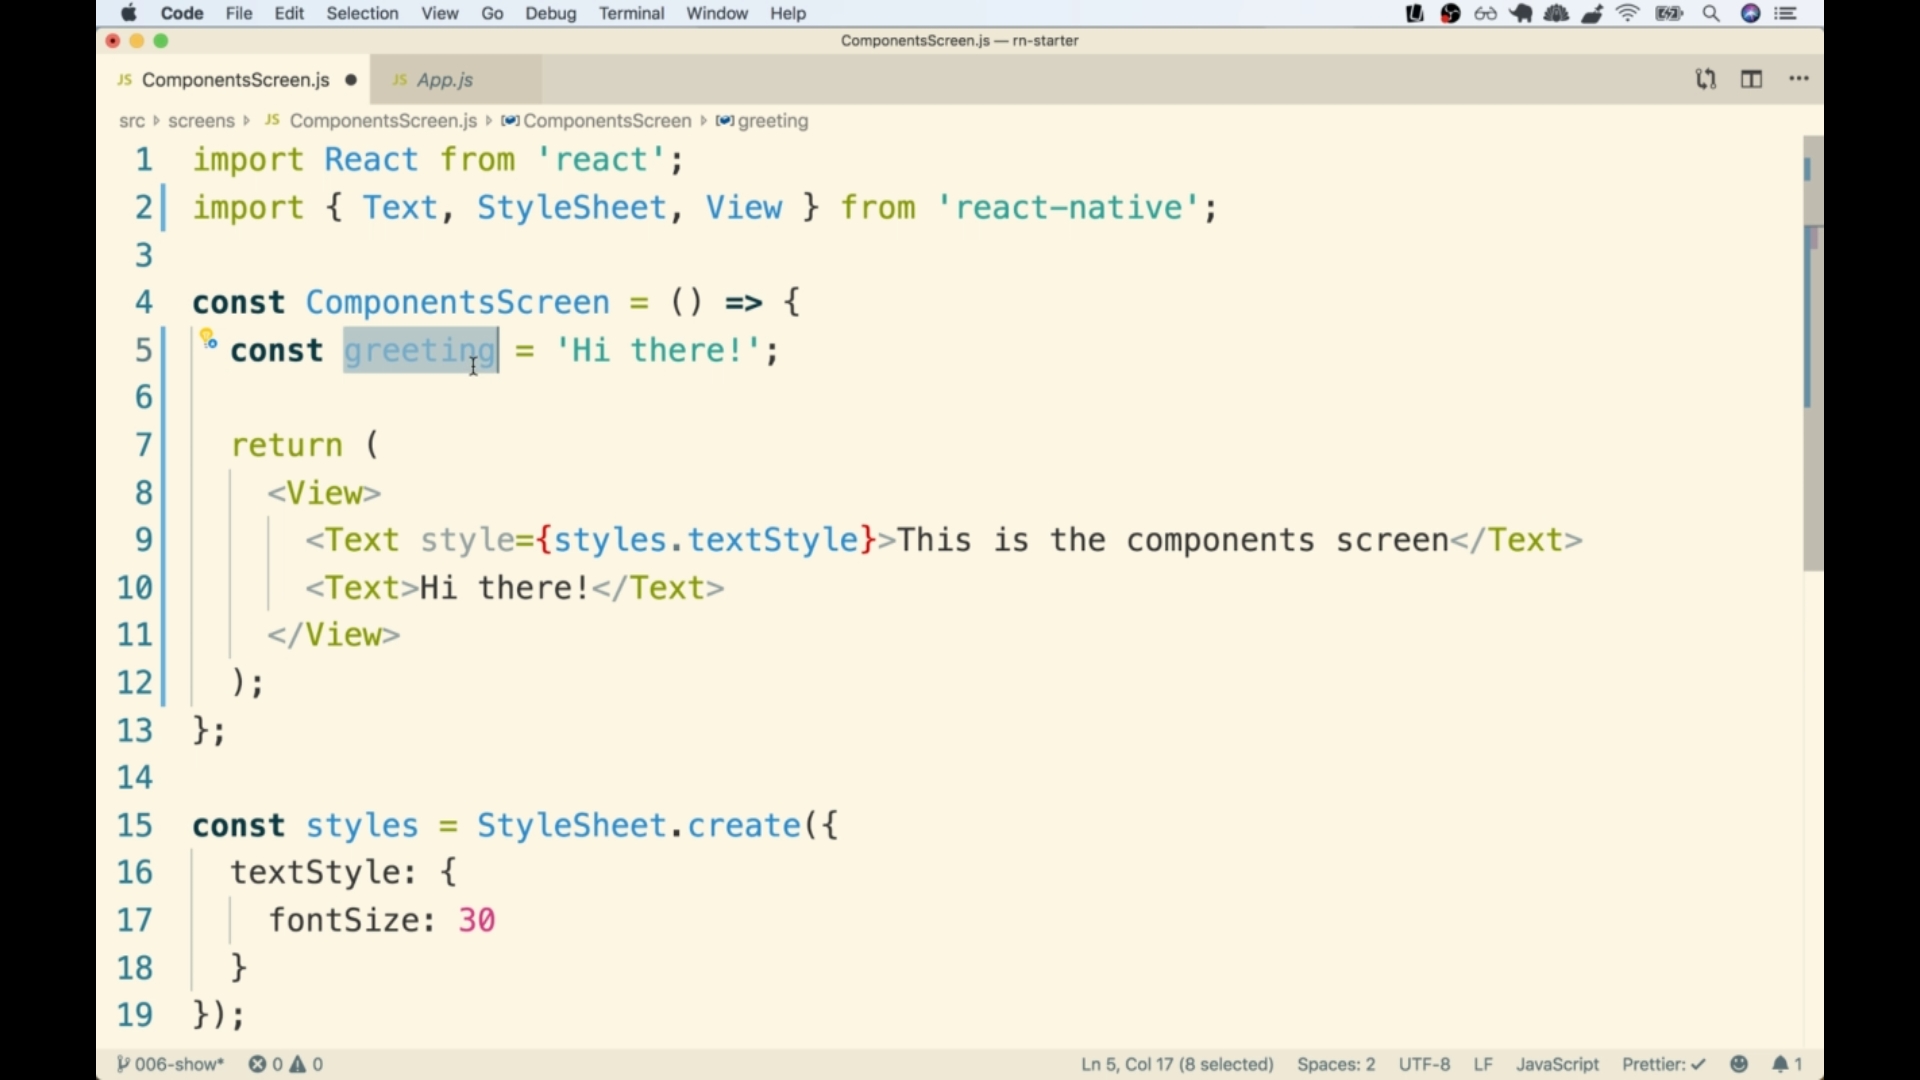 Code File Edit Selection View Go Debug Terminal Window Help
ComponentsScreen.js — rn-starter
JS ComponentsScreen.js ● JS App.js
src screens JS ComponentsScreen.js ComponentsScreen greeting
1 import React from 'react';
2 import { Text, StyleSheet, View } from 'react-native';
3
4 const ComponentsScreen = () => {
5 const greeting = 'Hi there!';
6
7 return (
8 <View>
9 <Text style={styles.textStyle}>This is the components screen</Text>
10 <Text>Hi there!</Text>
11 </View>
12 );
13 };
14
15 const styles = StyleSheet.create({
16 textStyle: {
17 fontSize: 30
18 }
19 });
006-show* 0 0 Ln 5, Col 17 (8 selected) Spaces: 2 UTF-8 LF JavaScript Prettier: ✓ 1